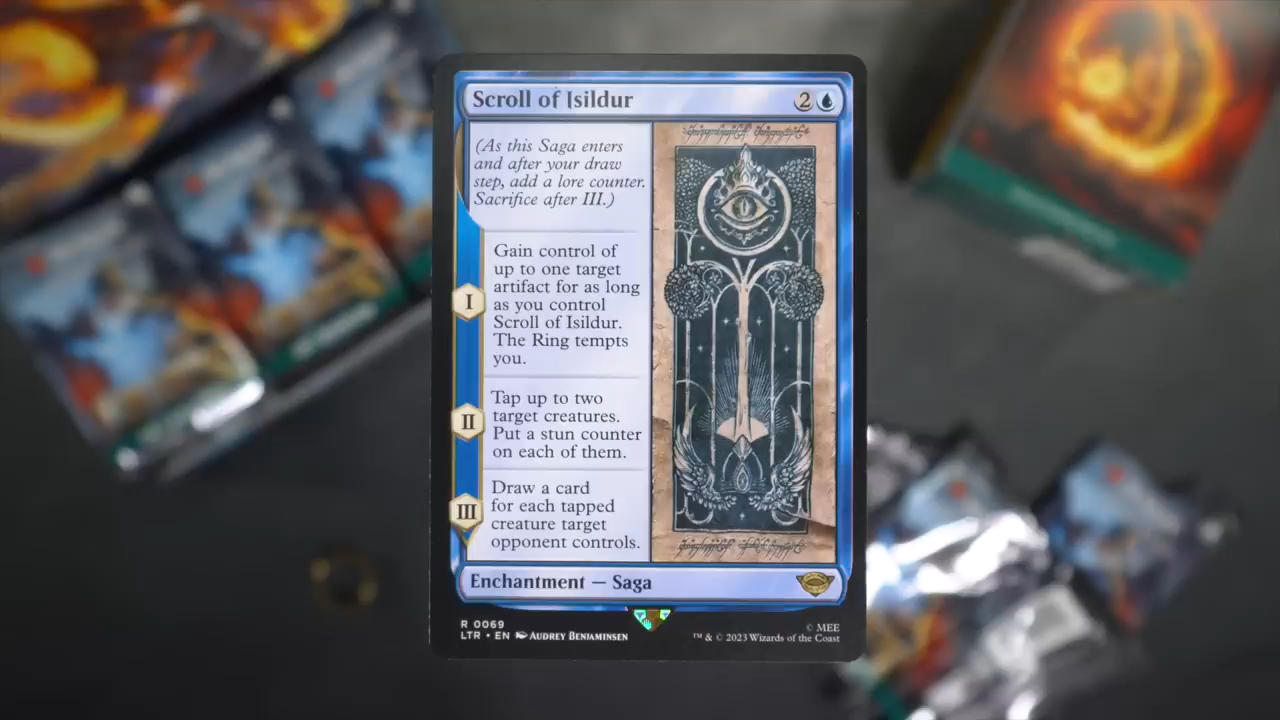 Scroll of Isildur 2
(As this Saga enters
and after your draw
step, add a lore counter.
Sacrifice after III.)
I
Gain control of
up to one target
artifact for as long
as you control
Scroll of Isildur.
The Ring tempts
you.
II
Tap up to two
target creatures.
Put a stun counter
on each of them.
III
Draw a card
for each tapped
creature target
opponent controls.
Enchantment — Saga
R 0069
LTR • EN AUDREY BENJAMINSEN
© MEE
™ & © 2023 Wizards of the Coast